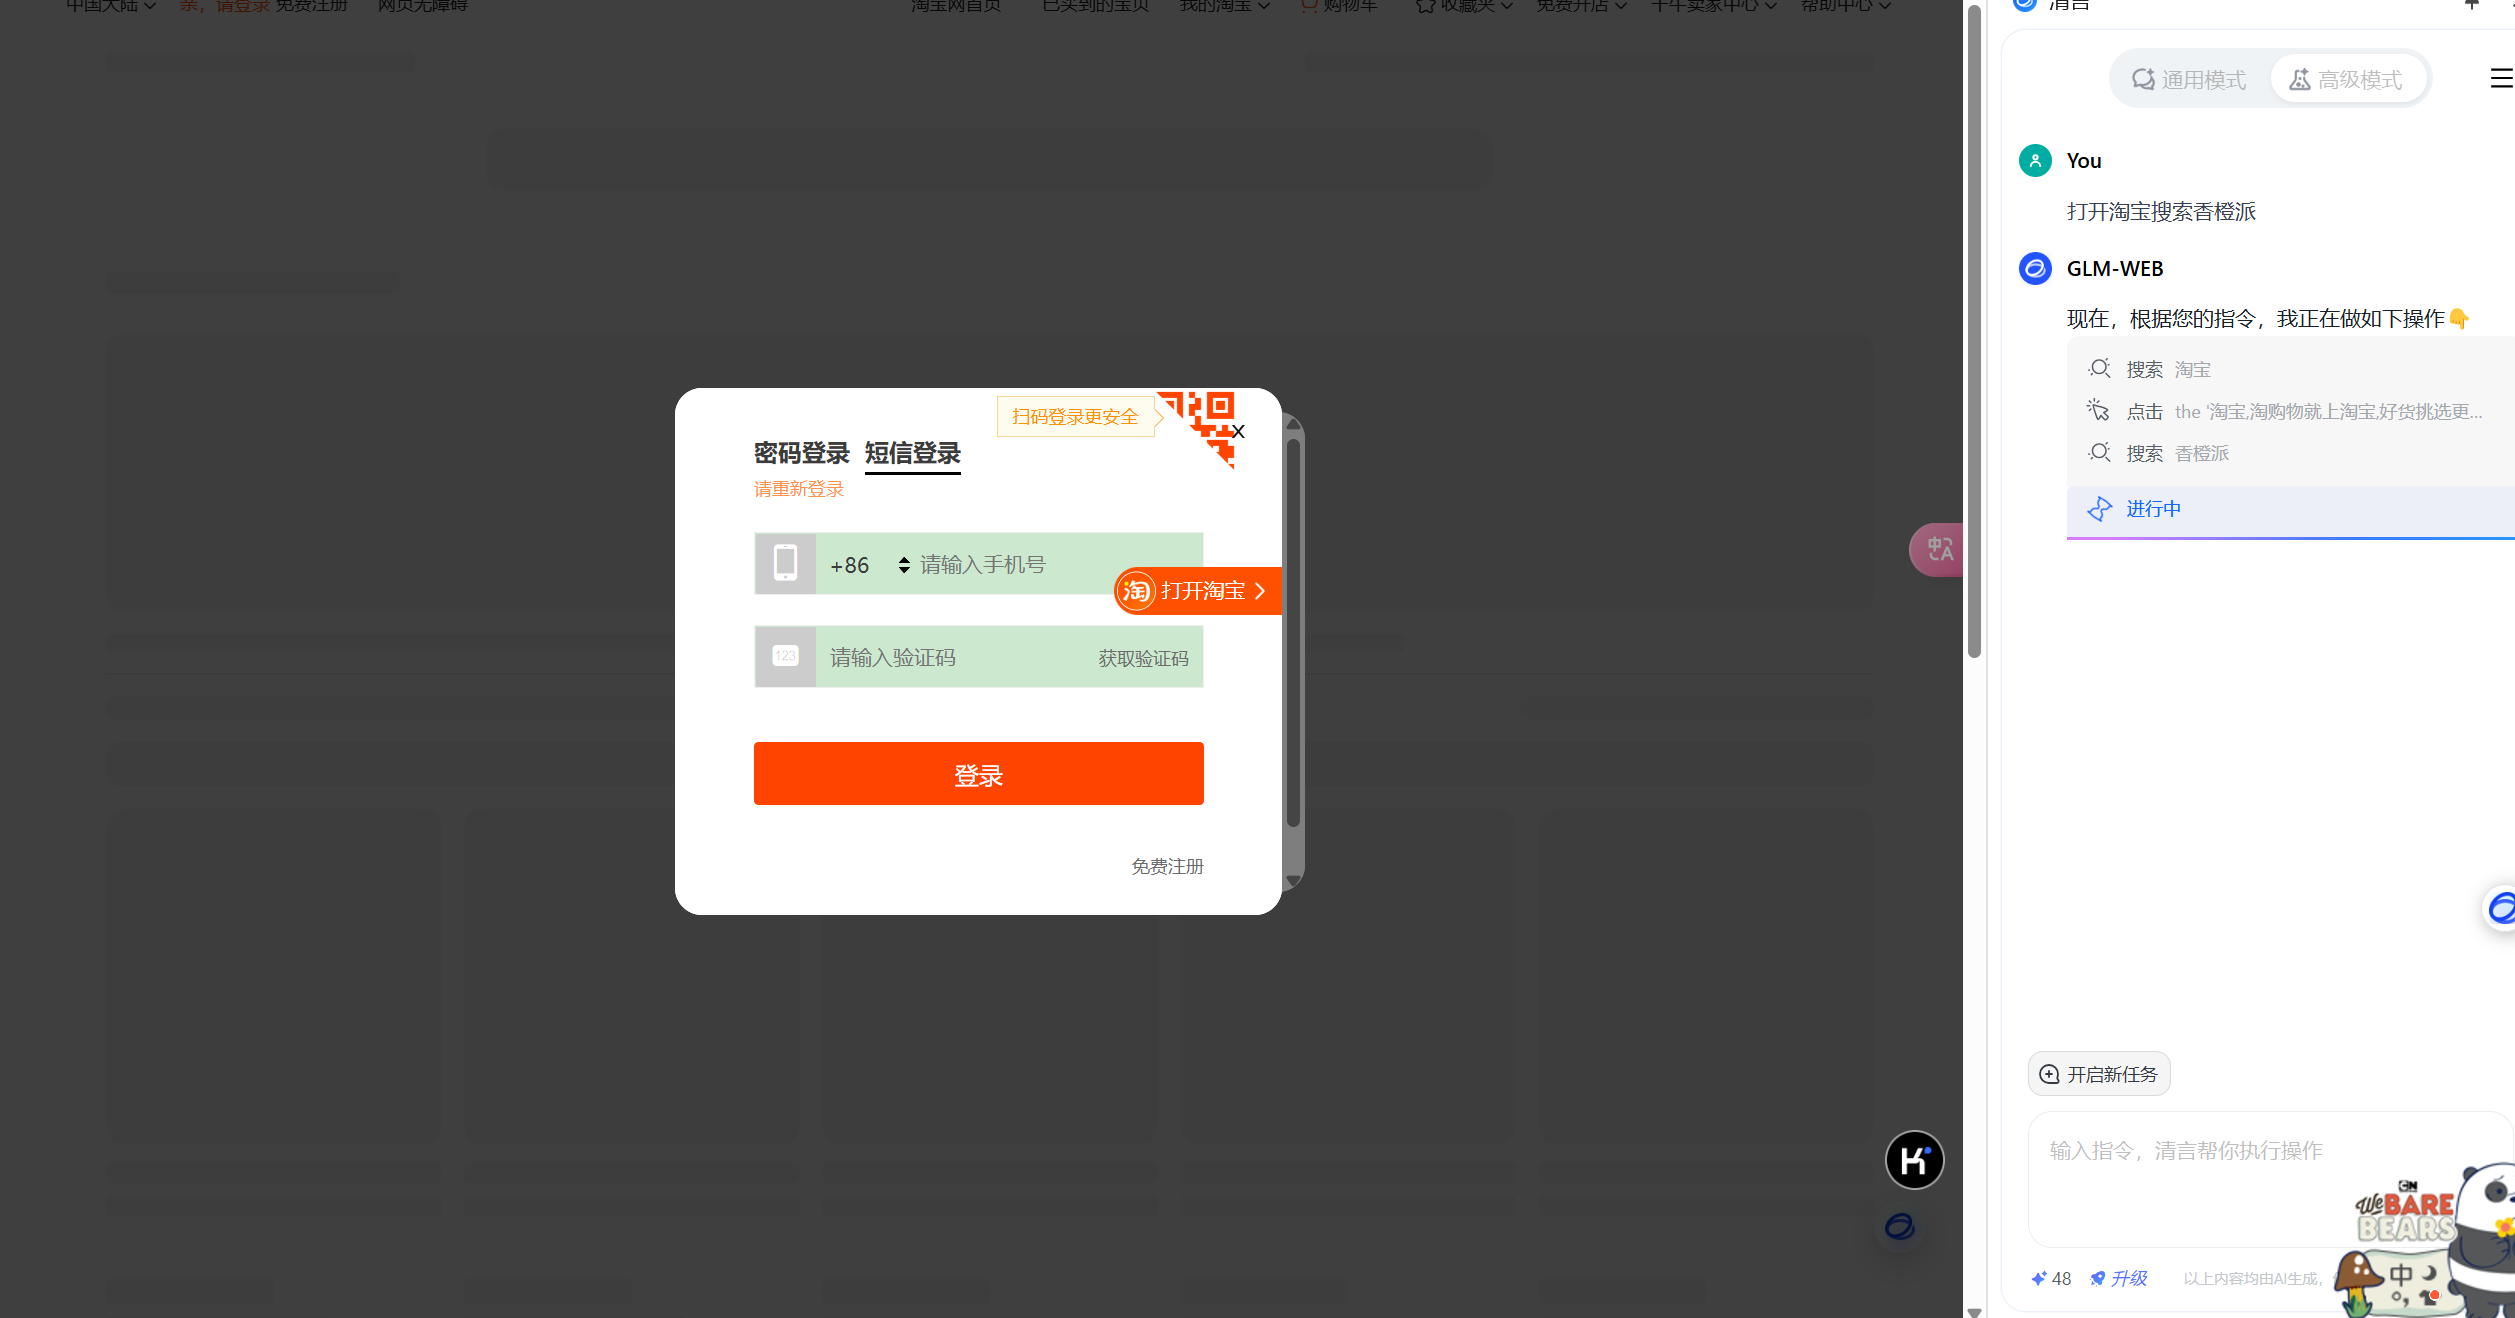 中国大陆
亲，请登录 免费注册
网页无障碍
淘宝网首页
已买到的宝贝
我的淘宝
购物车
收藏夹
免费开店
千牛卖家中心
帮助中心
扫码登录更安全
X
密码登录 短信登录
请重新登录
+86 请输入手机号
淘 打开淘宝
123 请输入验证码 获取验证码
登录
免费注册
中A
K
清言
通用模式 高级模式
You
打开淘宝搜索香橙派
GLM-WEB
现在，根据您的指令，我正在做如下操作👇
搜索 淘宝
点击 the '淘宝,淘购物就上淘宝,好货挑选更...
搜索 香橙派
进行中
开启新任务
输入指令，清言帮你执行操作
CN
We BARE
BEARS
中
48 升级 以上内容均由AI生成，